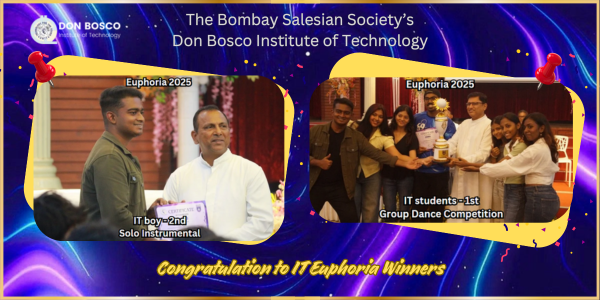 DON BOSCO
Institute of Technology
The Bombay Salesian Society's
Don Bosco Institute of Technology
Euphoria 2025
IT boy - 2nd
Solo Instrumental
Euphoria 2025
IT students - 1st
Group Dance Competition
Congratulation to IT Euphoria Winners